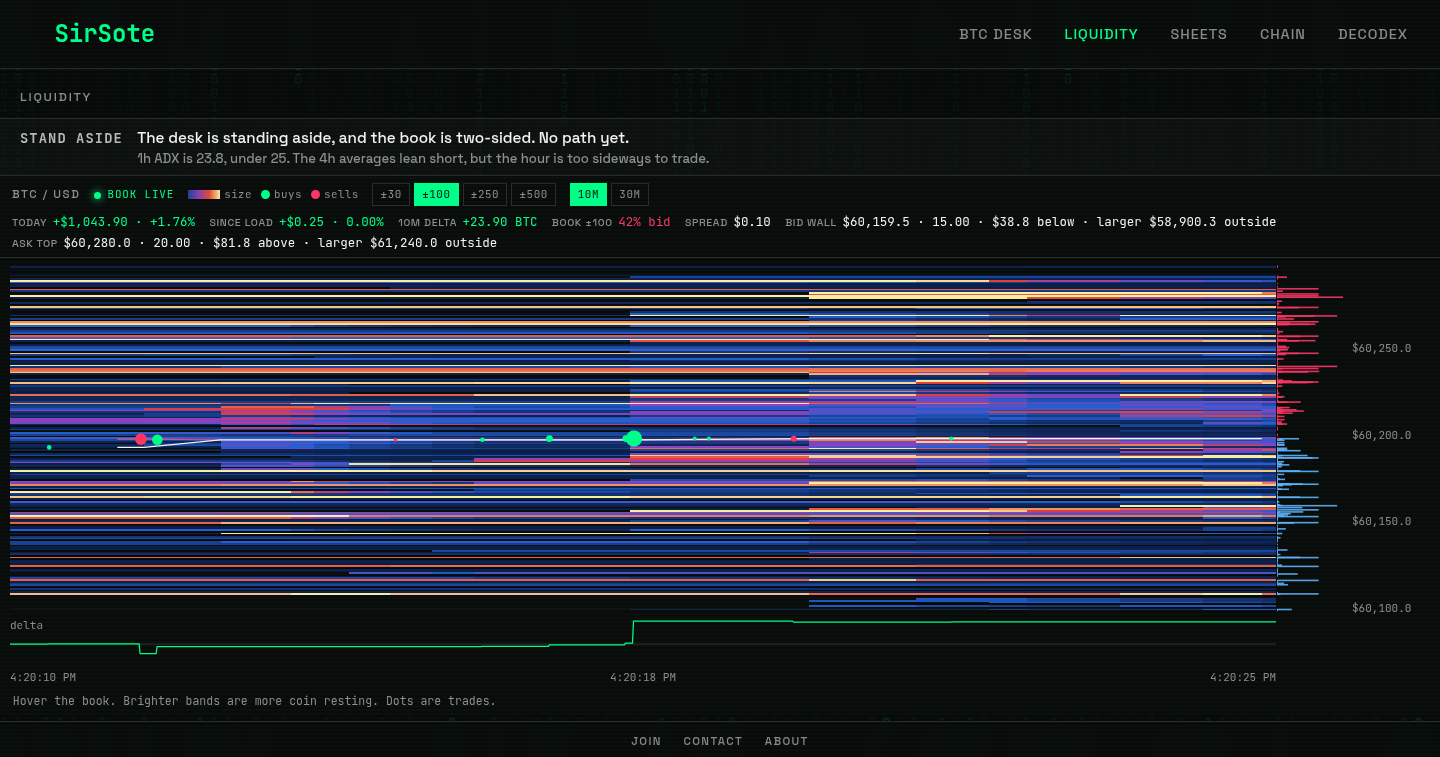 SirSote
BTC DESK LIQUIDITY SHEETS CHAIN DECODEX
LIQUIDITY
STAND ASIDE The desk is standing aside, and the book is two-sided. No path yet.
1h ADX is 23.8, under 25. The 4h averages lean short, but the hour is too sideways to trade.
BTC / USD BOOK LIVE size buys sells ±30 ±100 ±250 ±500 10M 30M
TODAY +$1,043.90 · +1.76% SINCE LOAD +$0.25 · 0.00% 10M DELTA +23.90 BTC BOOK ±100 42% bid SPREAD $0.10 BID WALL $60,159.5 · 15.00 · $38.8 below · larger $58,900.3 outside
ASK TOP $60,280.0 · 20.00 · $81.8 above · larger $61,240.0 outside
$60,250.0
$60,200.0
$60,150.0
$60,100.0
delta
4:20:10 PM 4:20:18 PM 4:20:25 PM
Hover the book. Brighter bands are more coin resting. Dots are trades.
JOIN CONTACT ABOUT